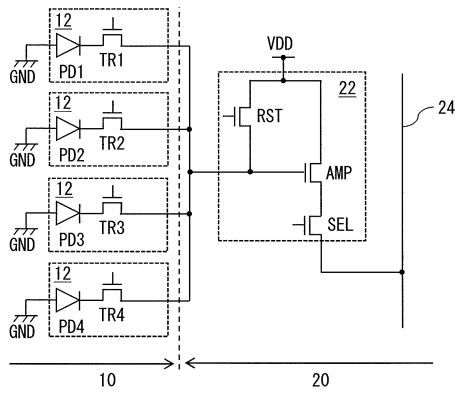 12
GND PD1 TR1
12
GND PD2 TR2
12
GND PD3 TR3
12
GND PD4 TR4
VDD
22
RST
24
AMP
SEL
10
20